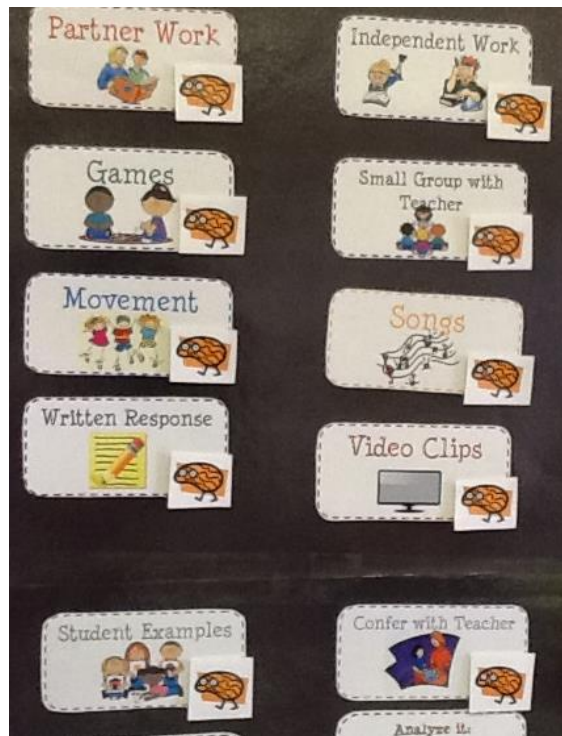 Partner Work
Independent Work
Games
Small Group with
Teacher
Movement
Songs
Written Response
Video Clips
Student Examples
Confer with Teacher
Analyze it: